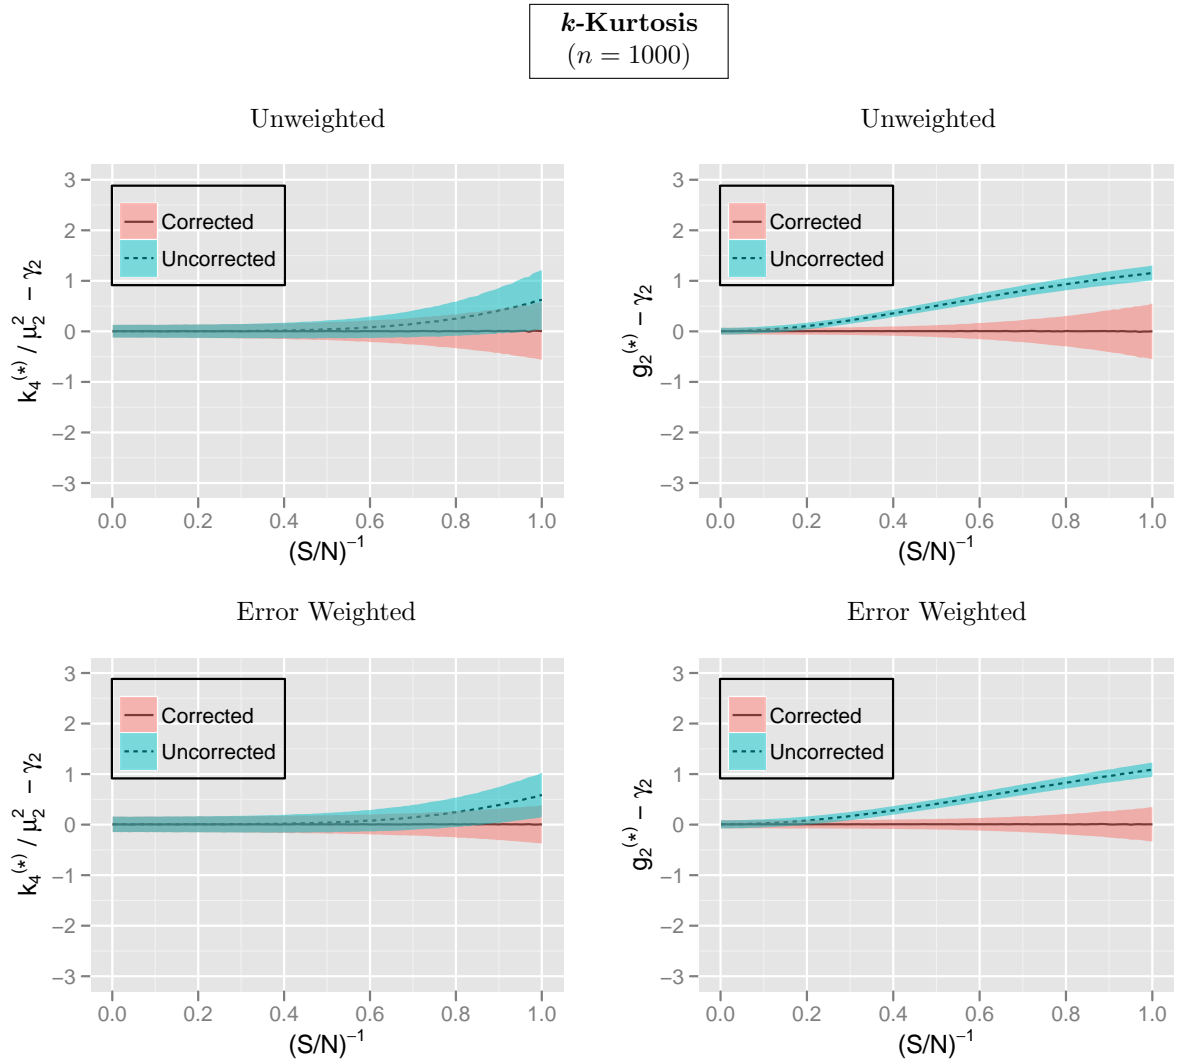 k-Kurtosis
(n = 1000)
Unweighted
3
2
1
0
−1
−2
−3
k₄⁽*⁾ / μ₂² − γ₂
Corrected
Uncorrected
0.0 0.2 0.4 0.6 0.8 1.0
(S/N)⁻¹
Unweighted
3
2
1
0
−1
−2
−3
g₂⁽*⁾ − γ₂
Corrected
Uncorrected
0.0 0.2 0.4 0.6 0.8 1.0
(S/N)⁻¹
Error Weighted
3
2
1
0
−1
−2
−3
k₄⁽*⁾ / μ₂² − γ₂
Corrected
Uncorrected
0.0 0.2 0.4 0.6 0.8 1.0
(S/N)⁻¹
Error Weighted
3
2
1
0
−1
−2
−3
g₂⁽*⁾ − γ₂
Corrected
Uncorrected
0.0 0.2 0.4 0.6 0.8 1.0
(S/N)⁻¹